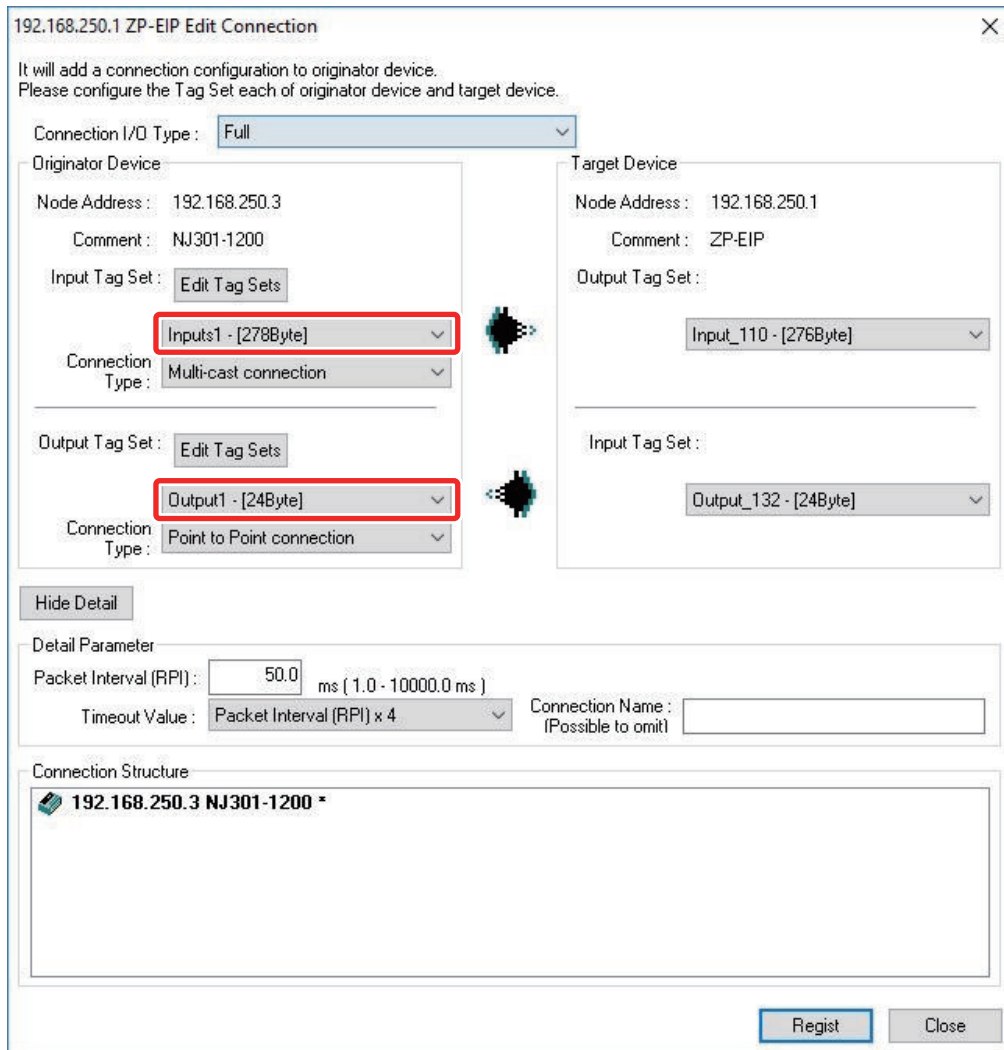 192.168.250.1 ZP-EIP Edit Connection
It will add a connection configuration to originator device.
Please configure the Tag Set each of originator device and target device.
Connection I/O Type : Full
Originator Device
Node Address : 192.168.250.3
Comment : NJ301-1200
Input Tag Set : Edit Tag Sets
Inputs1 - [278Byte]
Connection
Type : Multi-cast connection
Output Tag Set : Edit Tag Sets
Output1 - [24Byte]
Connection
Type : Point to Point connection
Target Device
Node Address : 192.168.250.1
Comment : ZP-EIP
Output Tag Set :
Input_110 - [276Byte]
Input Tag Set :
Output_132 - [24Byte]
Hide Detail
Detail Parameter
Packet Interval (RPI) : 50.0 ms ( 1.0 - 10000.0 ms )
Timeout Value : Packet Interval (RPI) x 4
Connection Name :
(Possible to omit)
Connection Structure
192.168.250.3 NJ301-1200 *
Regist Close